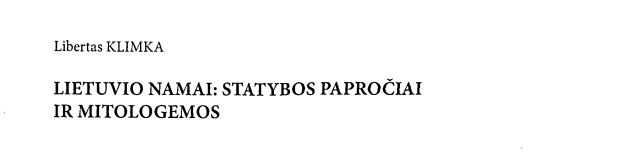 Libertas KLIMKA
LIETUVIO NAMAI: STATYBOS PAPROČIAI
IR MITOLOGEMOS